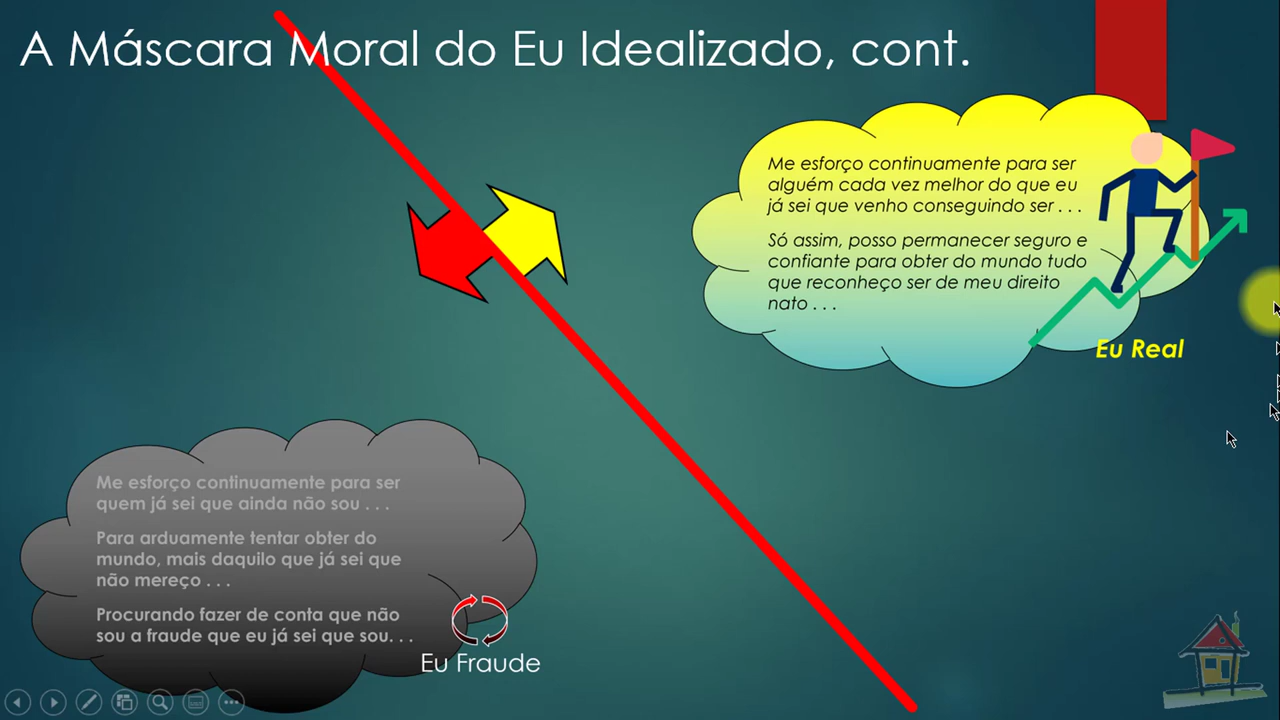 A Máscara Moral do Eu Idealizado, cont.
Me esforço continuamente para ser
alguém cada vez melhor do que eu
já sei que venho conseguindo ser . . .
Só assim, posso permanecer seguro e
confiante para obter do mundo tudo
que reconheço ser de meu direito
nato . . .
Eu Real
Me esforço continuamente para ser
quem já sei que ainda não sou . . .
Para arduamente tentar obter do
mundo, mais daquilo que já sei que
não mereço . . .
Procurando fazer de conta que não
sou a fraude que eu já sei que sou. . .
Eu Fraude